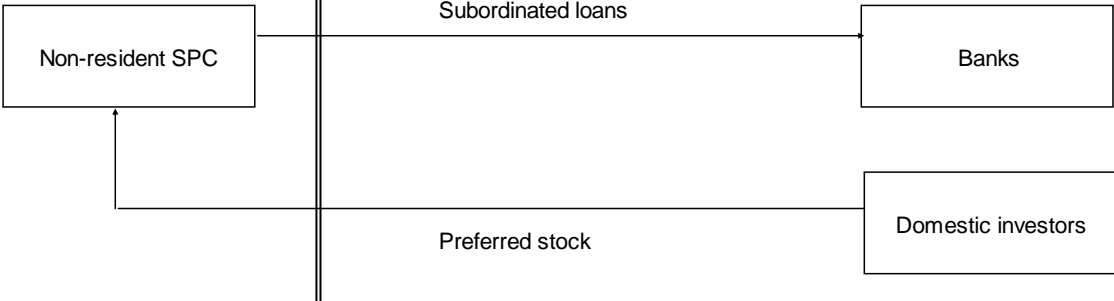 Subordinated loans
Non-resident SPC
Banks
Domestic investors
Preferred stock